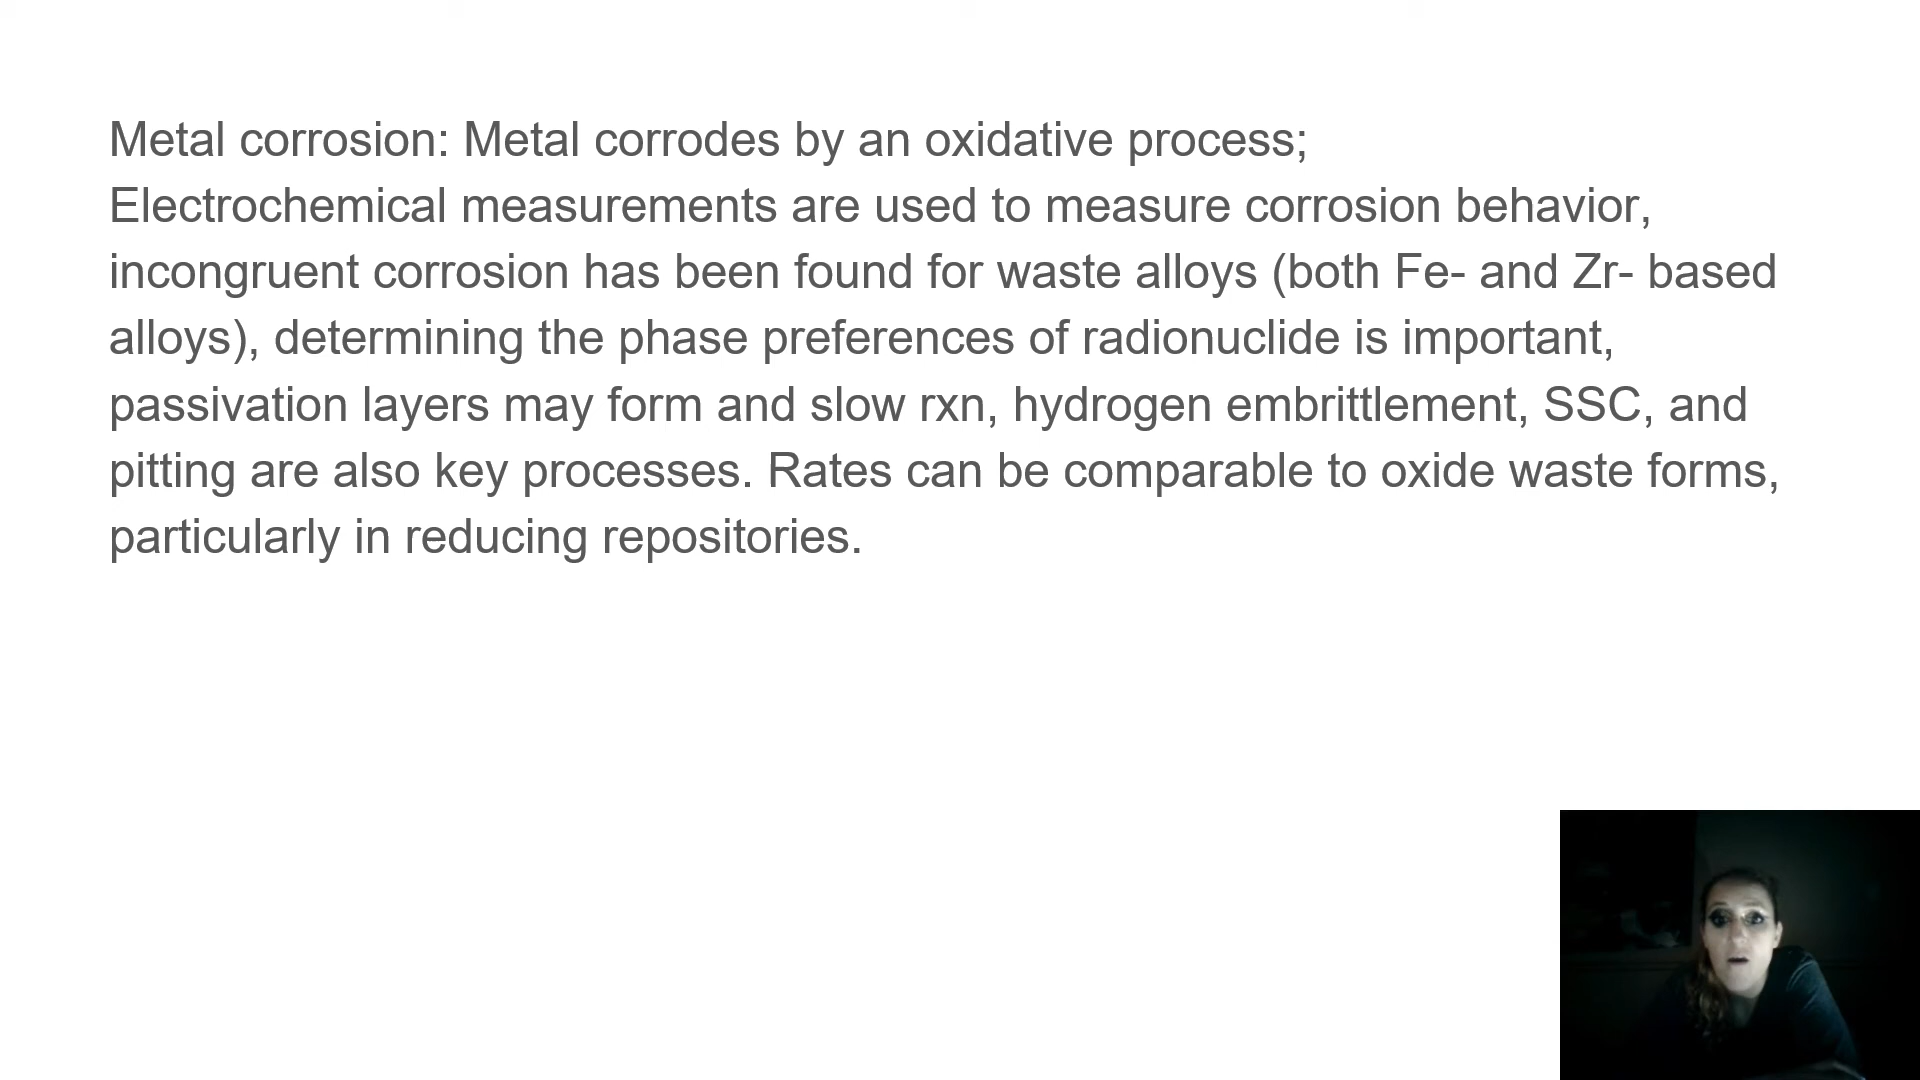 Metal corrosion: Metal corrodes by an oxidative process;
Electrochemical measurements are used to measure corrosion behavior,
incongruent corrosion has been found for waste alloys (both Fe- and Zr- based
alloys), determining the phase preferences of radionuclide is important,
passivation layers may form and slow rxn, hydrogen embrittlement, SSC, and
pitting are also key processes. Rates can be comparable to oxide waste forms,
particularly in reducing repositories.